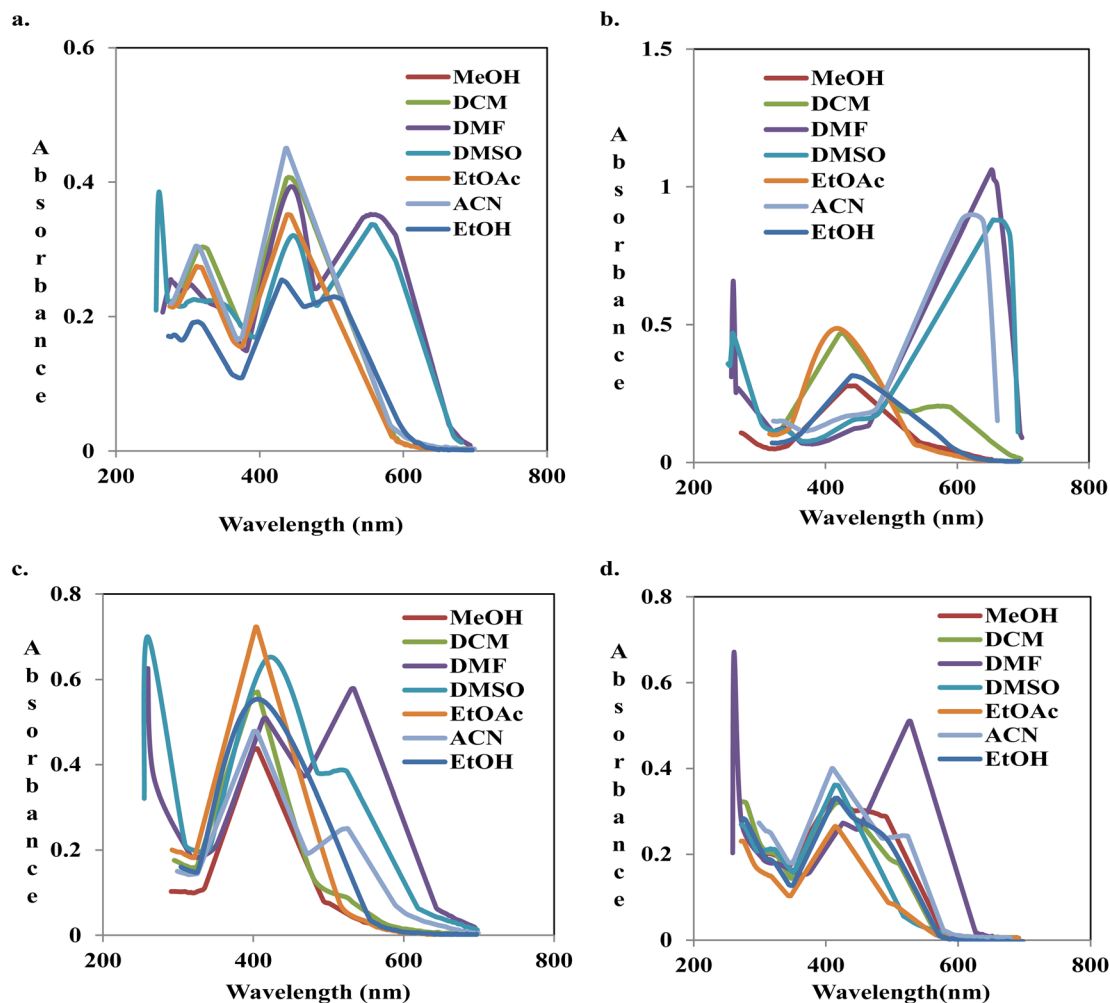 a.
0.6
0.4
0.2
0
200
400
600
800
Absorbance
Wavelength (nm)
MeOH
DCM
DMF
DMSO
EtOAc
ACN
EtOH
b.
1.5
1
0.5
0
200
400
600
800
Absorbance
Wavelength (nm)
MeOH
DCM
DMF
DMSO
EtOAc
ACN
EtOH
c.
0.8
0.6
0.4
0.2
0
200
400
600
800
Absorbance
Wavelength (nm)
MeOH
DCM
DMF
DMSO
EtOAc
ACN
EtOH
d.
0.8
0.6
0.4
0.2
0
200
400
600
800
Absorbance
Wavelength(nm)
MeOH
DCM
DMF
DMSO
EtOAc
ACN
EtOH